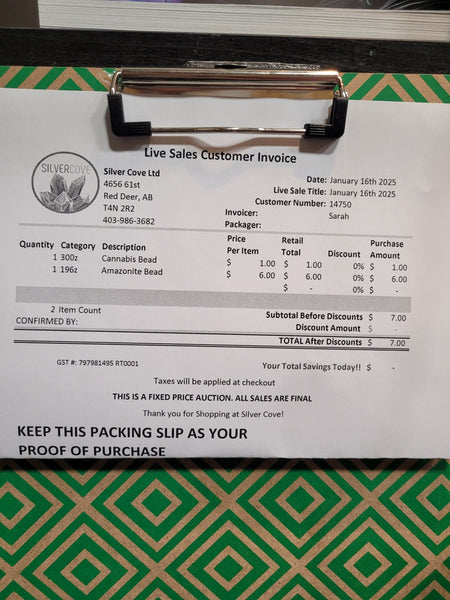 Live Sales Customer Invoice
SILVERCOVE
Silver Cove Ltd
4656 61st
Red Deer, AB
T4N 2R2
403-986-3682
Date: January 16th 2025
Live Sale Title: January 16th 2025
Customer Number: 14750
Invoicer: Sarah
Packager:
Quantity Category Description Price Per Item Retail Total Discount Purchase Amount
1 300z Cannabis Bead $ 1.00 $ 1.00 0% $ 1.00
1 196z Amazonite Bead $ 6.00 $ 6.00 0% $ 6.00
$ - 0% $ -
2 Item Count Subtotal Before Discounts $ 7.00
CONFIRMED BY: Discount Amount $ -
TOTAL After Discounts $ 7.00
GST #: 797981495 RT0001 Your Total Savings Today!! $ -
Taxes will be applied at checkout
THIS IS A FIXED PRICE AUCTION. ALL SALES ARE FINAL
Thank you for Shopping at Silver Cove!
KEEP THIS PACKING SLIP AS YOUR
PROOF OF PURCHASE